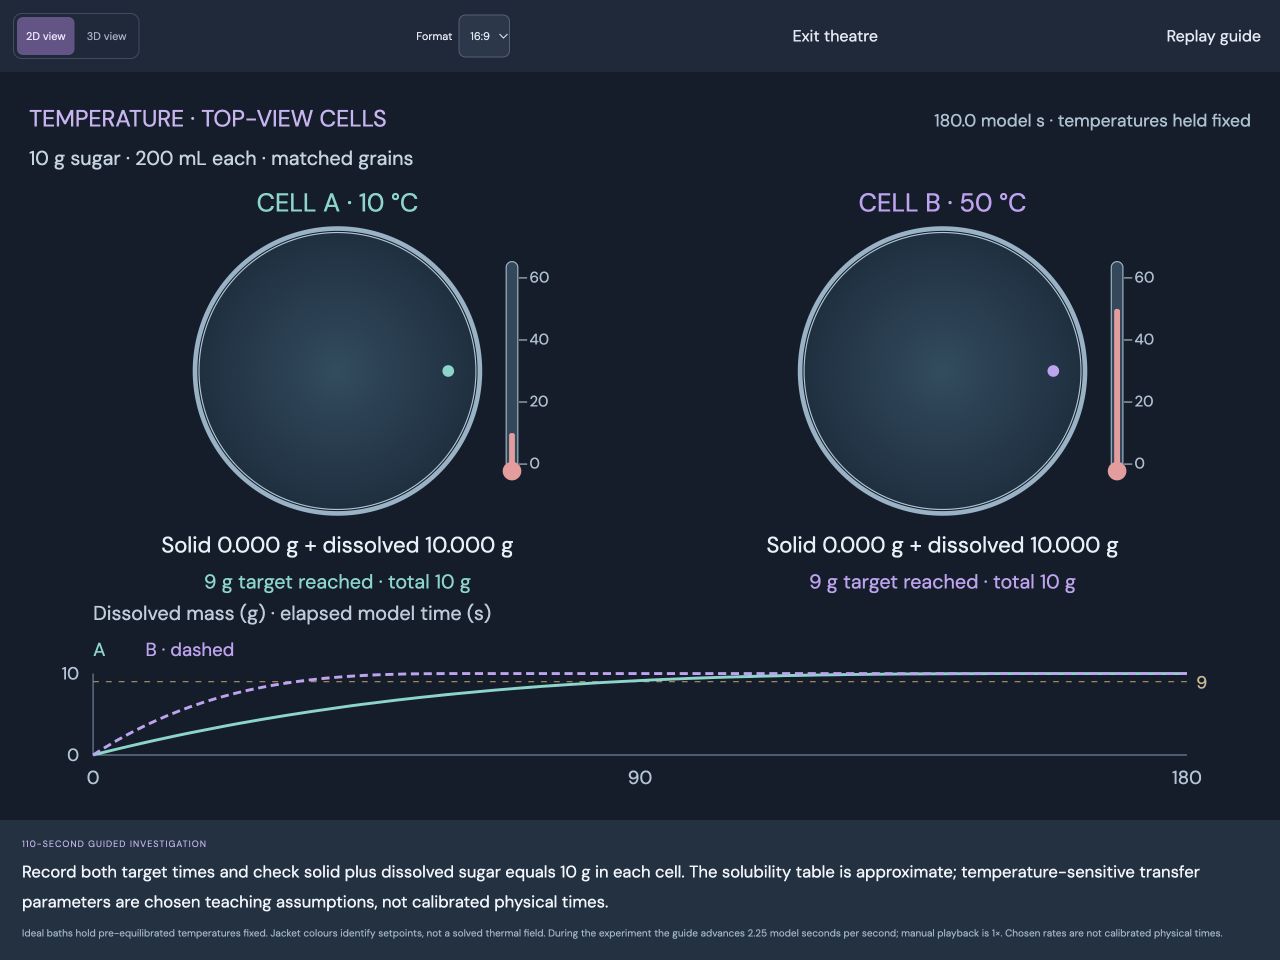 2D view 3D view Format 16:9 Exit theatre Replay guide
TEMPERATURE · TOP-VIEW CELLS
180.0 model s · temperatures held fixed
10 g sugar · 200 mL each · matched grains
CELL A · 10 °C
CELL B · 50 °C
60
40
20
0
60
40
20
0
Solid 0.000 g + dissolved 10.000 g
Solid 0.000 g + dissolved 10.000 g
9 g target reached · total 10 g
9 g target reached · total 10 g
Dissolved mass (g) · elapsed model time (s)
A B · dashed
10
9
0
0 90 180
110-SECOND GUIDED INVESTIGATION
Record both target times and check solid plus dissolved sugar equals 10 g in each cell. The solubility table is approximate; temperature-sensitive transfer
parameters are chosen teaching assumptions, not calibrated physical times.
Ideal baths hold pre-equilibrated temperatures fixed. Jacket colours identify setpoints, not a solved thermal field. During the experiment the guide advances 2.25 model seconds per second; manual playback is 1×. Chosen rates are not calibrated physical times.